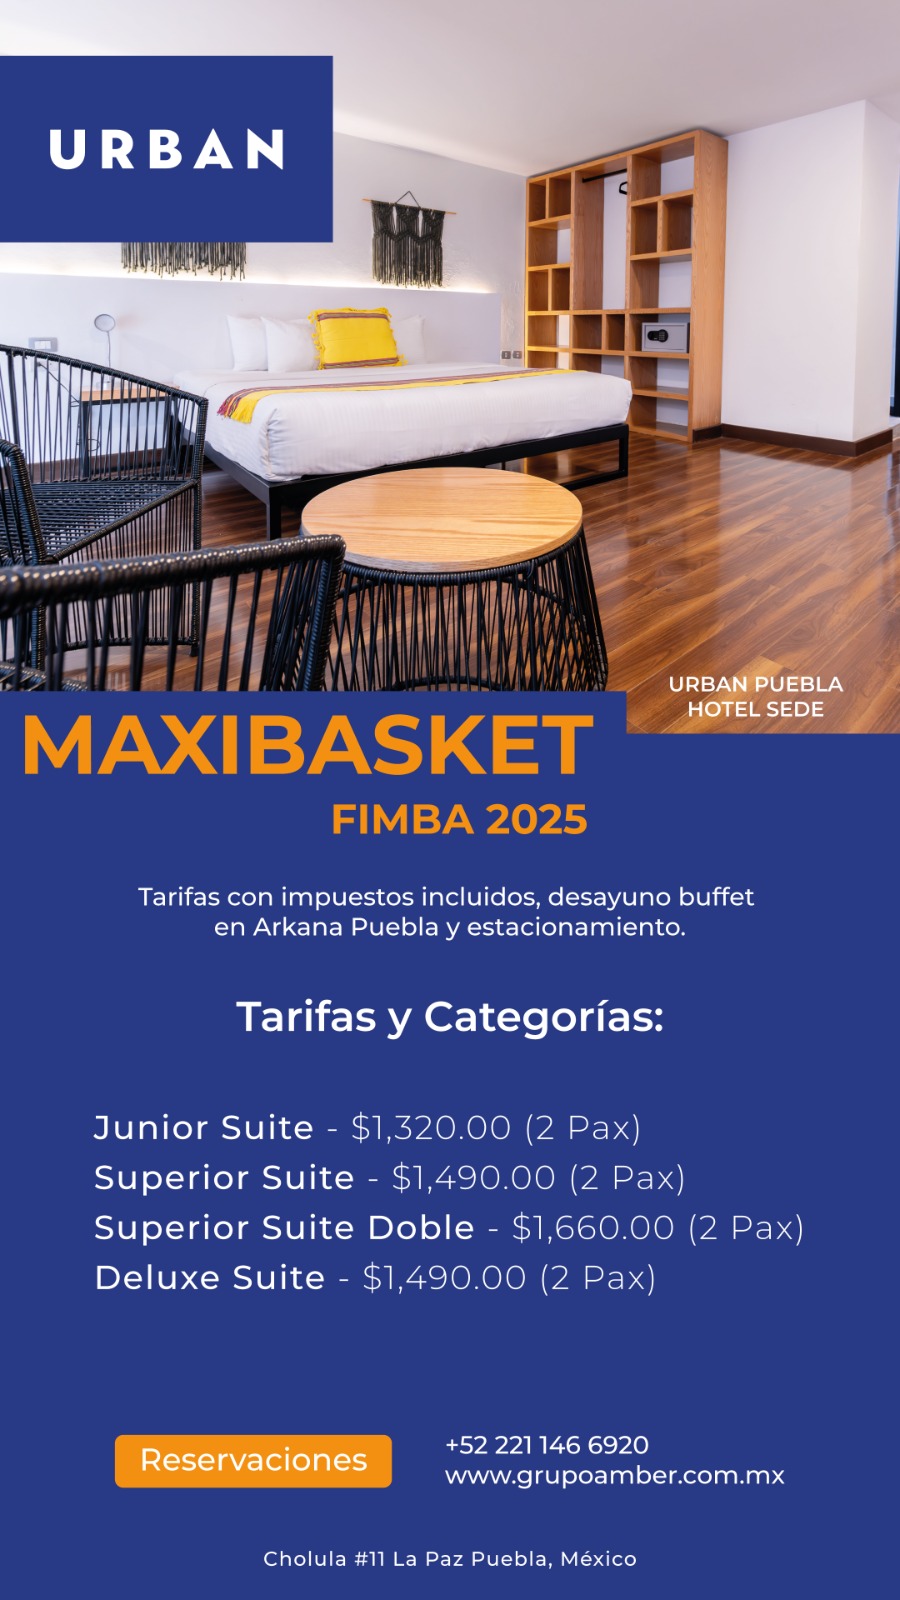 URBAN
URBAN PUEBLA
HOTEL SEDE
MAXIBASKET
FIMBA 2025
Tarifas con impuestos incluidos, desayuno buffet
en Arkana Puebla y estacionamiento.
Tarifas y Categorías:
Junior Suite - $1,320.00 (2 Pax)
Superior Suite - $1,490.00 (2 Pax)
Superior Suite Doble - $1,660.00 (2 Pax)
Deluxe Suite - $1,490.00 (2 Pax)
Reservaciones
+52 221 146 6920
www.grupoamber.com.mx
Cholula #11 La Paz Puebla, México